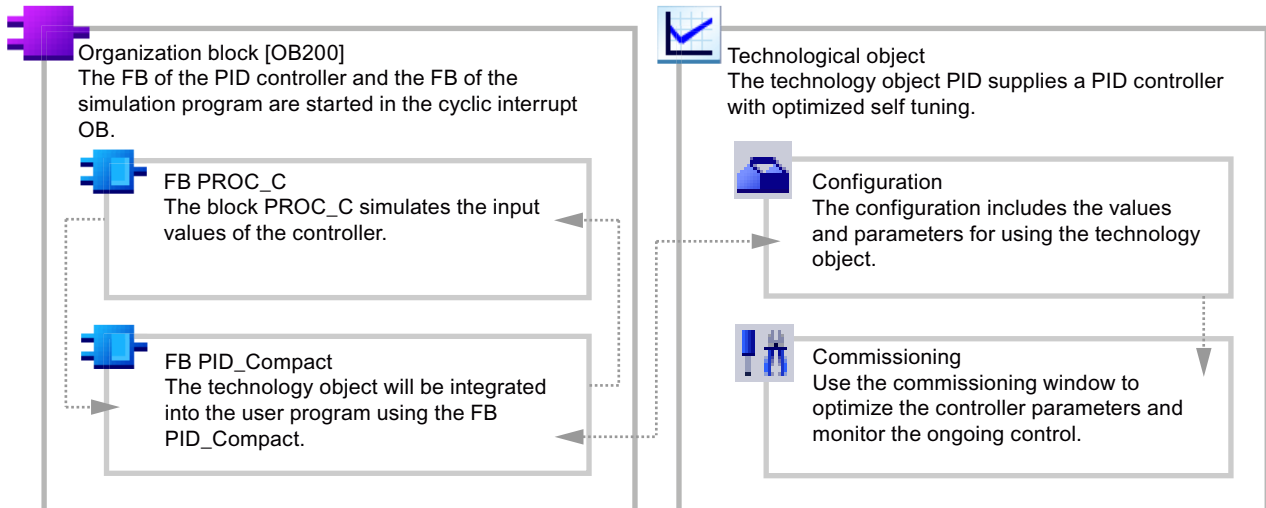 Organization block [OB200]
The FB of the PID controller and the FB of the
simulation program are started in the cyclic interrupt
OB.
FB PROC_C
The block PROC_C simulates the input
values of the controller.
FB PID_Compact
The technology object will be integrated
into the user program using the FB
PID_Compact.
Technological object
The technology object PID supplies a PID controller
with optimized self tuning.
Configuration
The configuration includes the values
and parameters for using the technology
object.
Commissioning
Use the commissioning window to
optimize the controller parameters and
monitor the ongoing control.